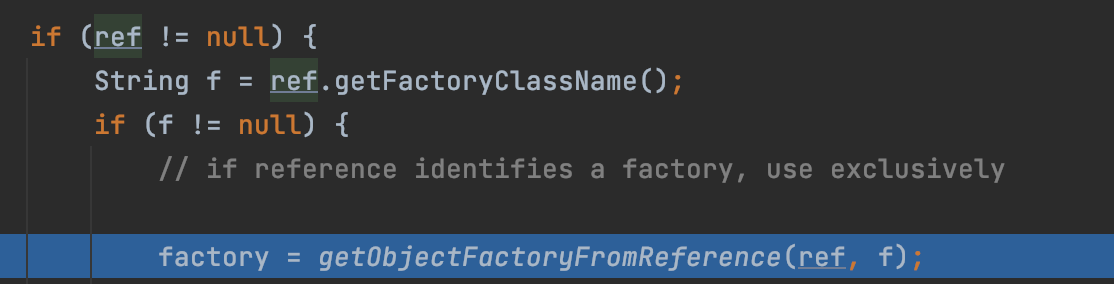 if (ref != null) {
String f = ref.getFactoryClassName();
if (f != null) {
// if reference identifies a factory, use exclusively
factory = getObjectFactoryFromReference(ref, f);